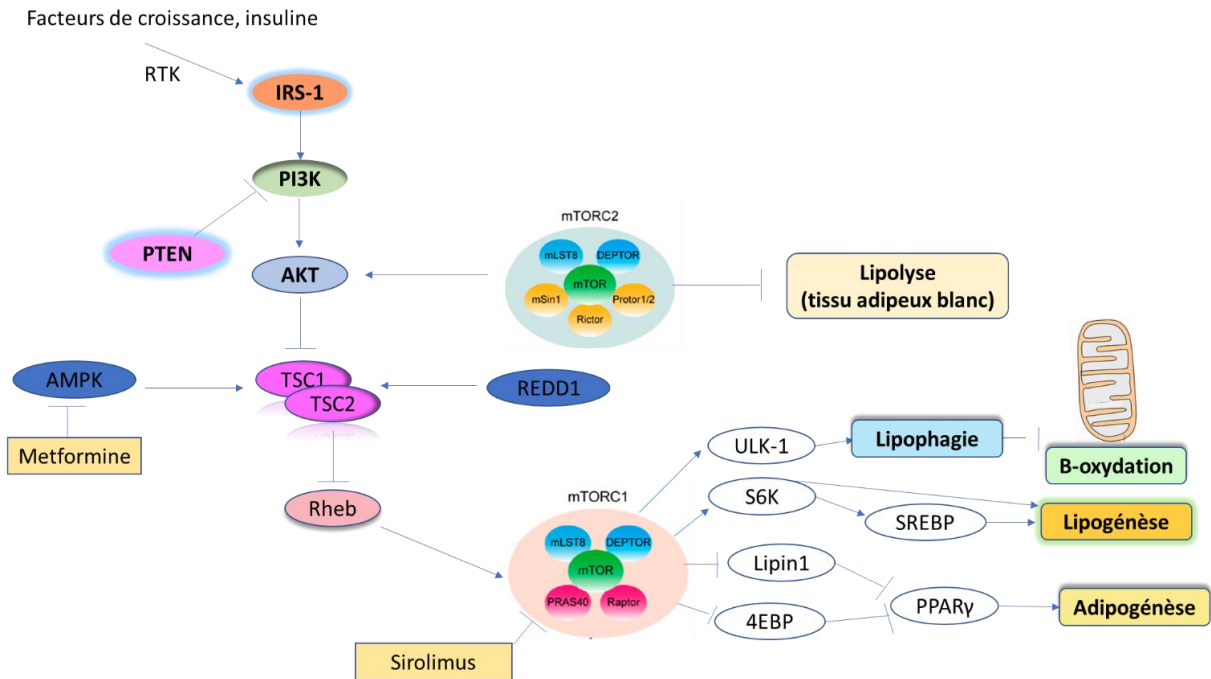 Facteurs de croissance, insuline
RTK
IRS-1
PI3K
PTEN
AKT
mTORC2
mLST8
DEPTOR
mTOR
mSin1
Protor1/2
Rictor
Lipolyse
(tissu adipeux blanc)
AMPK
TSC1
TSC2
REDD1
Metformine
Rheb
mTORC1
mLST8
DEPTOR
mTOR
PRAS40
Raptor
Sirolimus
ULK-1
Lipophagie
B-oxydation
S6K
SREBP
Lipogénèse
Lipin1
4EBP
PPARγ
Adipogénèse